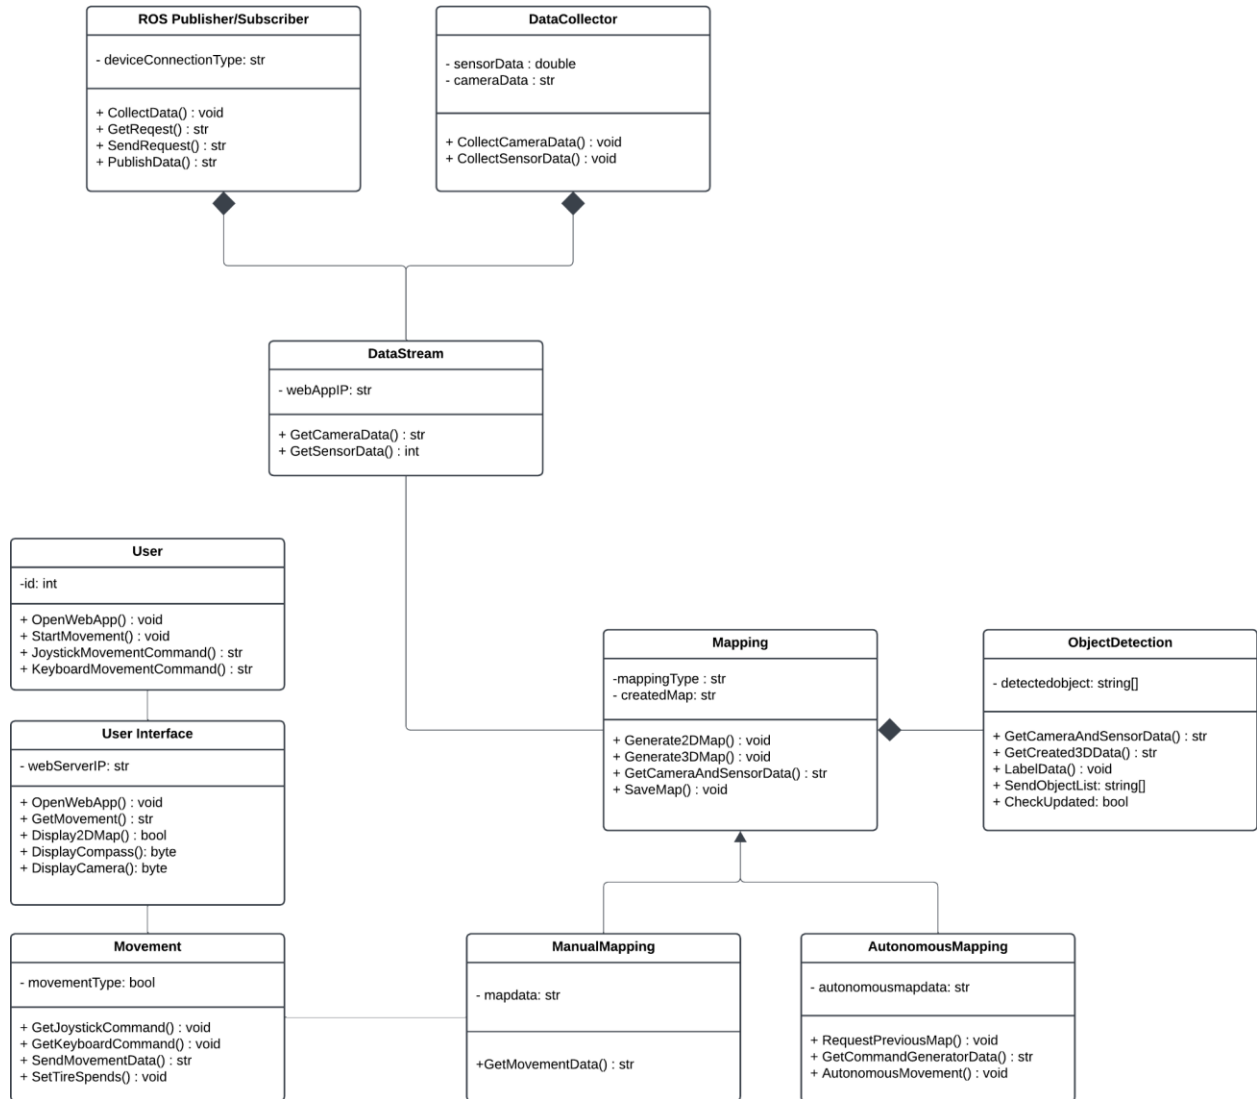 ROS Publisher/Subscriber
- deviceConnectionType: str
+ CollectData() : void
+ GetReqest() : str
+ SendRequest() : str
+ PublishData() : str
DataCollector
- sensorData : double
- cameraData : str
+ CollectCameraData() : void
+ CollectSensorData() : void
DataStream
- webAppIP: str
+ GetCameraData() : str
+ GetSensorData() : int
User
-id: int
+ OpenWebApp() : void
+ StartMovement() : void
+ JoystickMovementCommand() : str
+ KeyboardMovementCommand() : str
User Interface
- webServerIP: str
+ OpenWebApp() : void
+ GetMovement() : str
+ Display2DMap() : bool
+ DisplayCompass(): byte
+ DisplayCamera(): byte
Mapping
-mappingType : str
- createdMap: str
+ Generate2DMap() : void
+ Generate3DMap() : void
+ GetCameraAndSensorData() : str
+ SaveMap() : void
ObjectDetection
- detectedobject: string[]
+ GetCameraAndSensorData() : str
+ GetCreated3DData() : str
+ LabelData() : void
+ SendObjectList: string[]
+ CheckUpdated: bool
Movement
- movementType: bool
+ GetJoystickCommand() : void
+ GetKeyboardCommand() : void
+ SendMovementData() : str
+ SetTireSpends() : void
ManualMapping
- mapdata: str
+GetMovementData() : str
AutonomousMapping
- autonomousmapdata: str
+ RequestPreviousMap() : void
+ GetCommandGeneratorData() : str
+ AutonomousMovement() : void